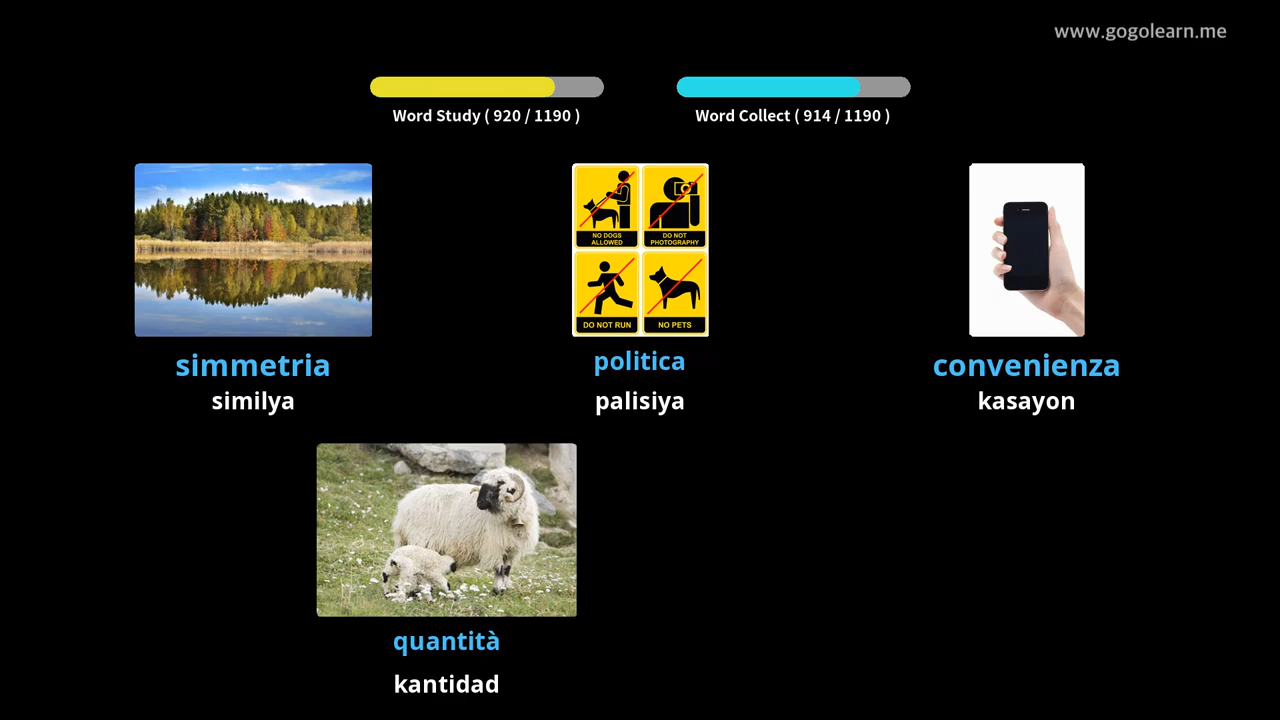 www.gogolearn.me
Word Study ( 920 / 1190 )
Word Collect ( 914 / 1190 )
NO DOGS
ALLOWED
DO NOT
PHOTOGRAPHY
DO NOT RUN
NO PETS
simmetria
politica
convenienza
similya
palisiya
kasayon
quantità
kantidad